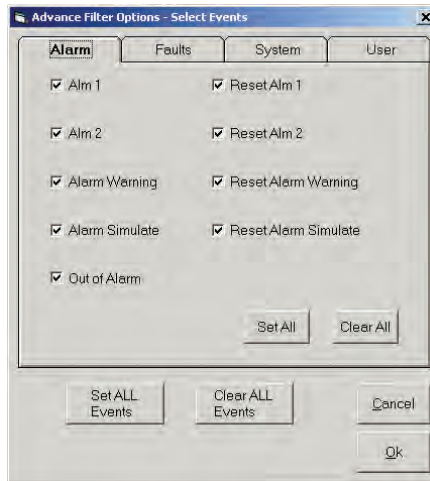 Advance Filter Options - Select Events
Alarm Faults System User
Alm 1 Reset Alm 1
Alm 2 Reset Alm 2
Alarm Warning Reset Alarm Warning
Alarm Simulate Reset Alarm Simulate
Out of Alarm
Set All Clear All
Set ALL Events
Clear ALL Events
Cancel
Ok